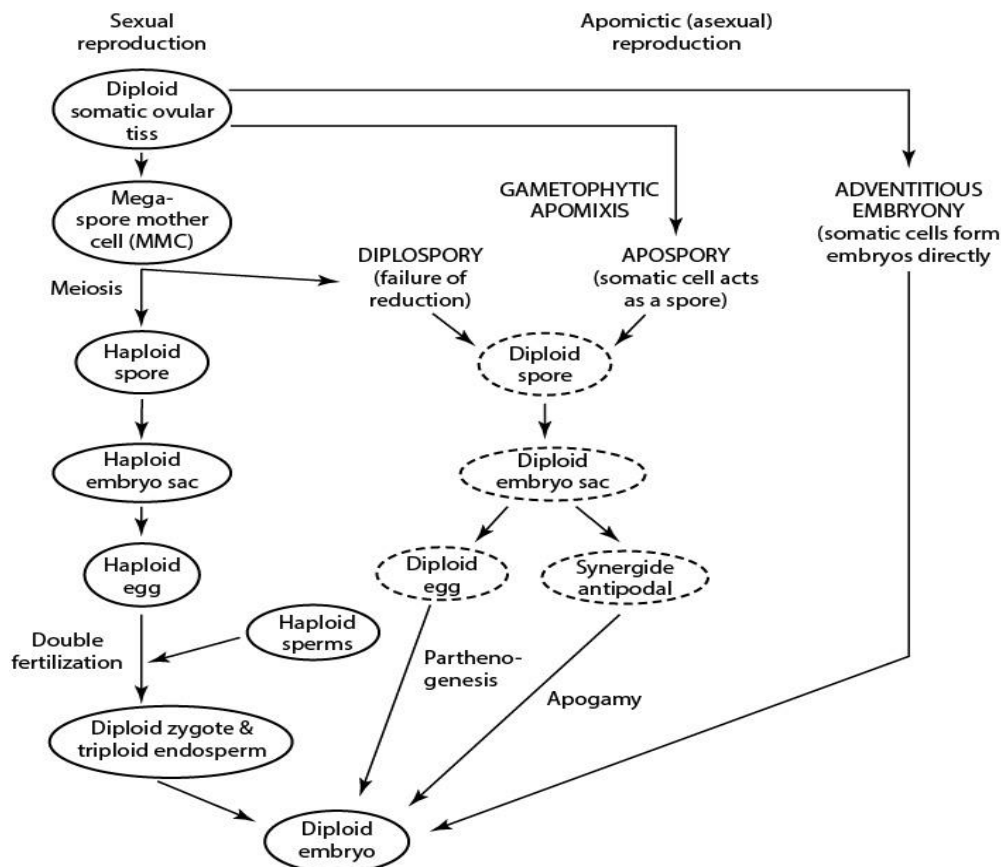 Sexual
reproduction
Apomictic (asexual)
reproduction
Diploid
somatic ovular
tiss
Mega-
spore mother
cell (MMC)
GAMETOPHYTIC
APOMIXIS
ADVENTITIOUS
EMBRYONY
(somatic cells form
embryos directly
DIPLOSPORY
(failure of
reduction)
APOSPORY
(somatic cell acts
as a spore)
Meiosis
Haploid
spore
Diploid
spore
Haploid
embryo sac
Diploid
embryo sac
Haploid
egg
Diploid
egg
Synergide
antipodal
Double
fertilization
Haploid
sperms
Partheno-
genesis
Apogamy
Diploid zygote &
triploid endosperm
Diploid
embryo